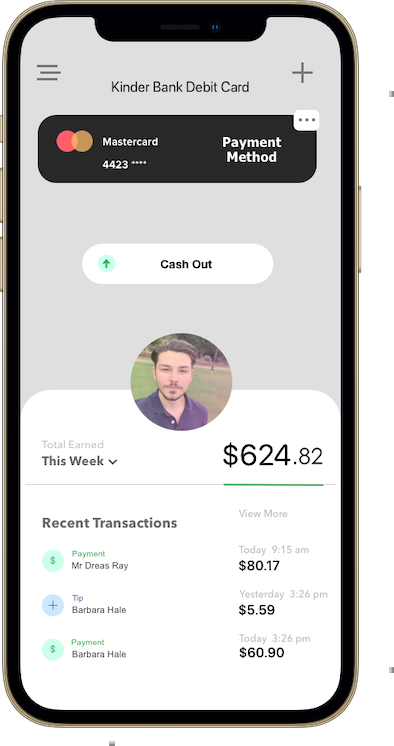 Kinder Bank Debit Card
Mastercard
4423 ****
Payment
Method
Cash Out
Total Earned
This Week
$624.82
Recent Transactions
View More
Payment
Mr Dreas Ray
Today 9:15 am
$80.17
Tip
Barbara Hale
Yesterday 3:26 pm
$5.59
Payment
Barbara Hale
Today 3:26 pm
$60.90